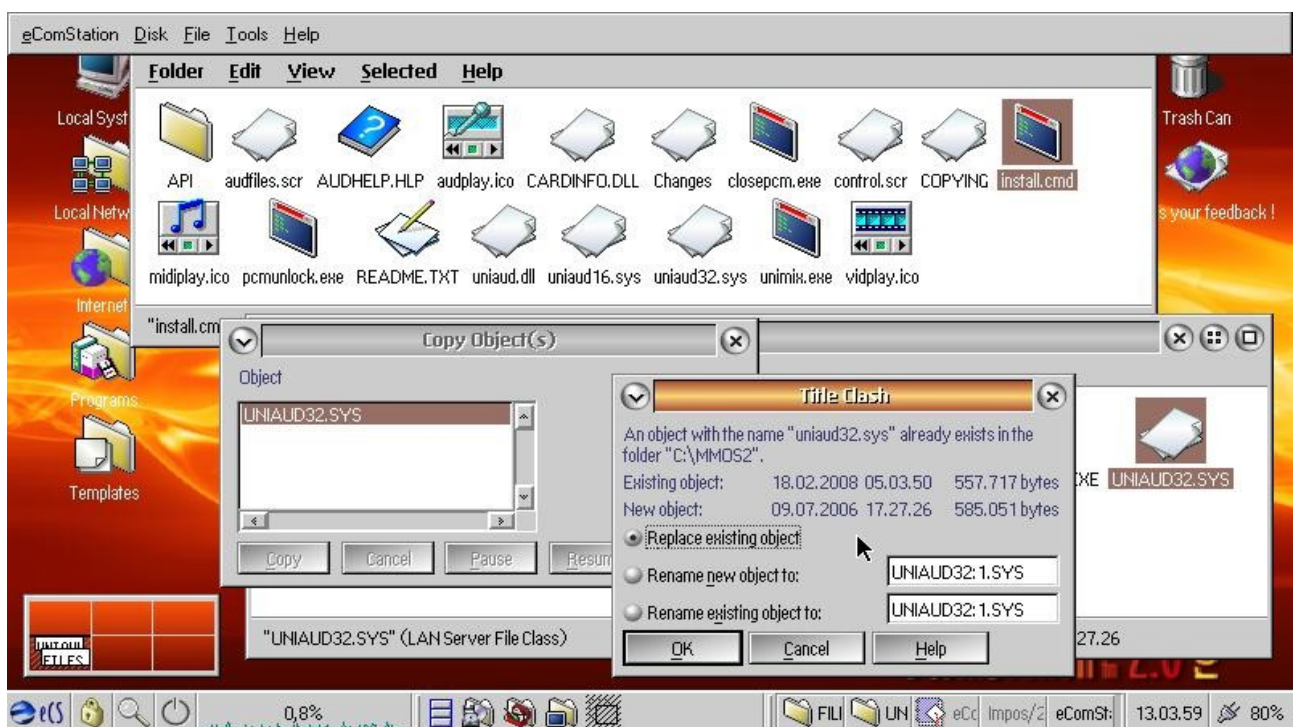 eComStation Disk File Tools Help
Folder Edit View Selected Help
Local Syst
Trash Can
API audfiles.scr AUDHELP.HLP audplay.ico CARDINFO.DLL Changes closepcm.exe control.scr COPYING install.cmd
Local Netw
s your feedback !
midiplay.ico pcmunlock.exe README.TXT uniaud.dll uniaud16.sys uniaud32.sys unimix.exe vidplay.ico
Internet
"install.cm
Copy Object(s)
Object
UNIAUD32.SYS
Programs
Title Clash
An object with the name "uniaud32.sys" already exists in the
folder "C:\MMOS2".
Existing object: 18.02.2008 05.03.50 557.717 bytes
New object: 09.07.2006 17.27.26 585.051 bytes
XE UNIAUD32.SYS
Templates
Replace existing object
Copy Cancel Pause Resum
Rename new object to: UNIAUD32:1.SYS
Rename existing object to: UNIAUD32:1.SYS
"UNIAUD32.SYS" (LAN Server File Class)
27.26
OK Cancel Help
FILES
2.0
eCS 0,8% FILI UN eCc Impos/2 eComSt: 13.03.59 80%